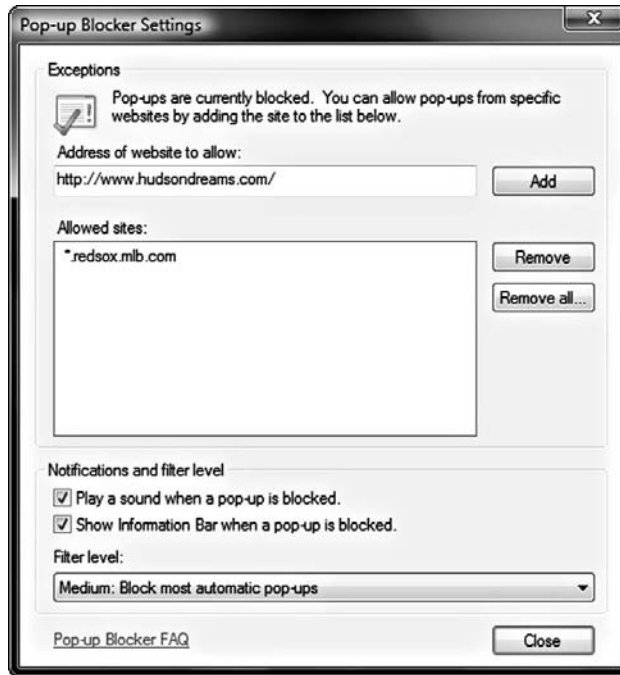 Pop-up Blocker Settings
Exceptions
Pop-ups are currently blocked. You can allow pop-ups from specific
websites by adding the site to the list below.
Address of website to allow:
http://www.hudsondreams.com/
Add
Allowed sites:
*.redsox.mlb.com
Remove
Remove all...
Notifications and filter level
Play a sound when a pop-up is blocked.
Show Information Bar when a pop-up is blocked.
Filter level:
Medium: Block most automatic pop-ups
Pop-up Blocker FAQ
Close